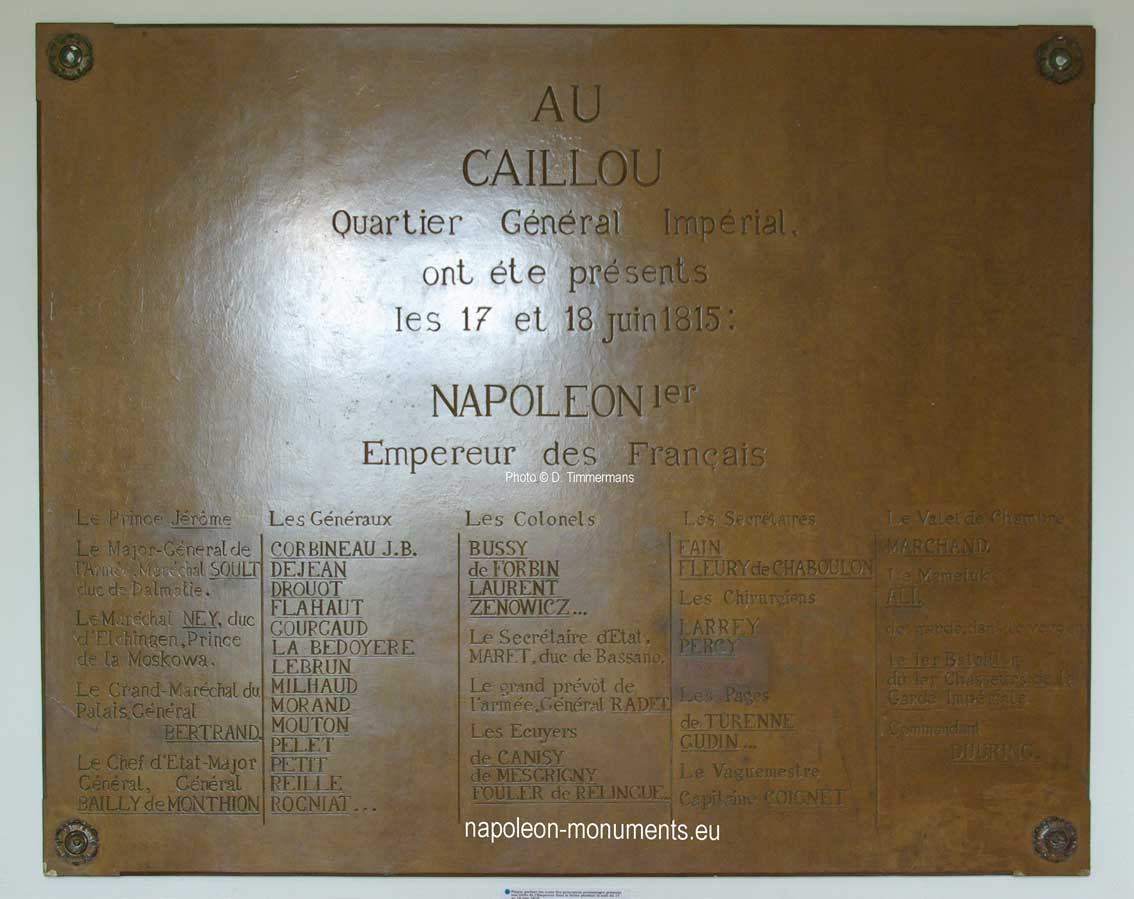 AU
CAILLOU
Quartier Général Impérial,
ont éte présents
les 17 et 18 juin 1815:
NAPOLEON 1er
Empereur des Français
Photo © D. Timmermans
Le Prince Jérôme
Le Major-Géneral de
l'Armée, Maréchal SOULT
duc de Dalmatie.
Le Maréchal NEY, duc
d'Elchingen, Prince
de la Moskowa.
Le Grand-Maréchal du
Palais, Général
BERTRAND.
Le Chef d'Etat-Major
Général, Général
BAILLY de MONTHION
Les Généraux
CORBINEAU J.B.
DEJEAN
DROUOT
FLAHAUT
GOURGAUD
LA BEDOYERE
LEBRUN
MILHAUD
MORAND
MOUTON
PELET
PETIT
REILLE
ROGNIAT...
Les Colonels
BUSSY
de FORBIN
LAURENT
ZENOWICZ...
Le Secrétaire d'Etat,
MARET, duc de Bassano.
Le grand prévôt de
l'armée, Général RADET
Les Ecuyers
de CANISY
de MESGRIGNY
FOULER de RELINGUE.
Les Secrétaires
FAIN
FLEURY de CHABOULON
Les Chirurgiens
LARREY
PERCY
Les Pages
de TURENNE
GUDIN...
Le Vaguemestre
Capitaine COIGNET
Le Valet de Chambre
MARCHAND.
Le Mameluk
ALI.
de garde, dans le verger
le 1er Bataillon
du 1er Chasseurs de la
Garde Impériale
Commandant
DUURING.
napoleon-monuments.eu